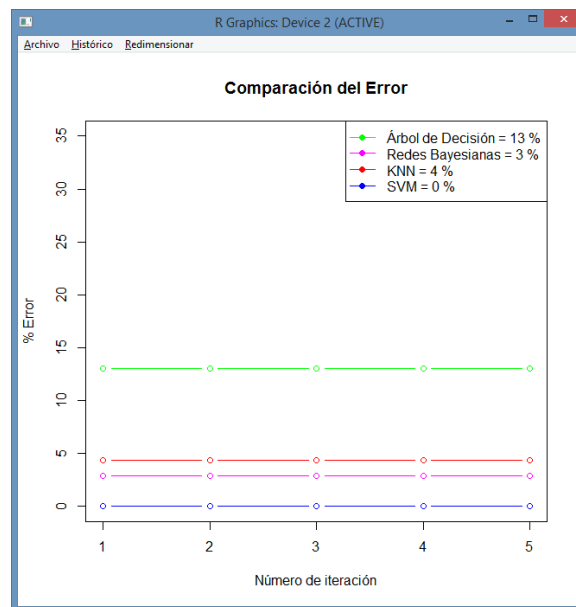 R Graphics: Device 2 (ACTIVE)
Archivo Histórico Redimensionar
Comparación del Error
Árbol de Decisión = 13 %
Redes Bayesianas = 3 %
KNN = 4 %
SVM = 0 %
% Error
35
30
25
20
15
10
5
0
1 2 3 4 5
Número de iteración